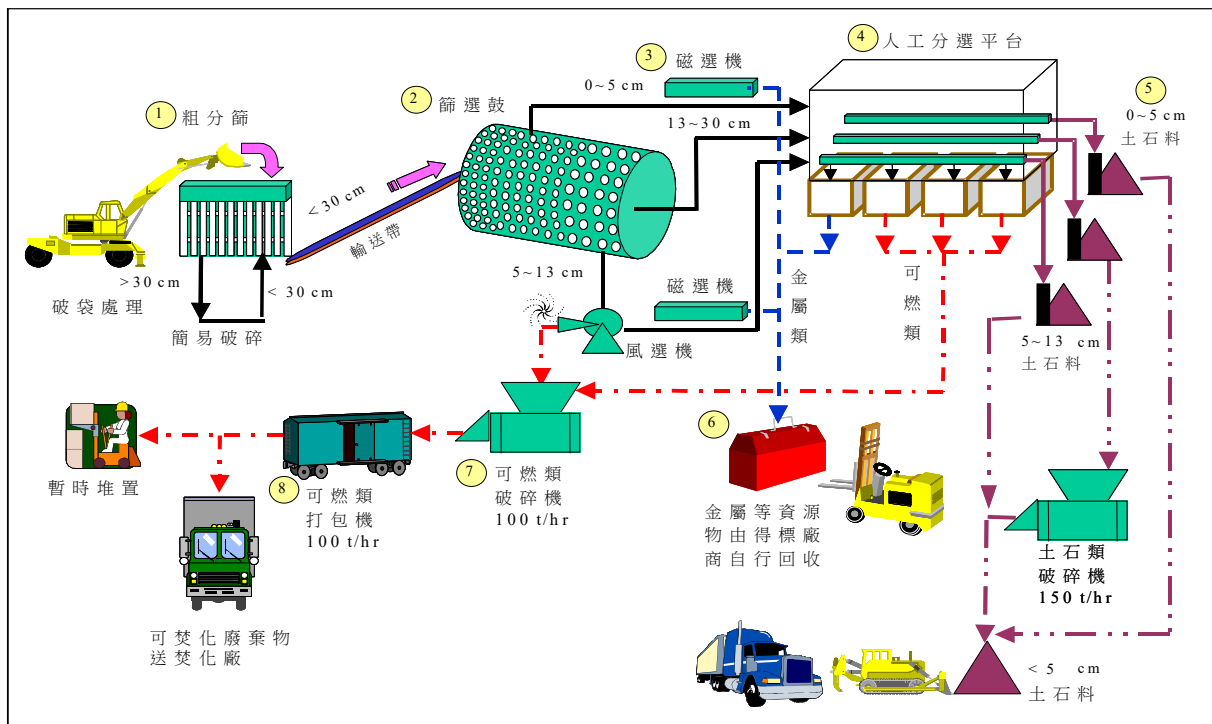 1
粗分篩
破袋處理
>30 cm
< 30 cm
簡易破碎
< 30 cm
輸送帶
2
篩選鼓
0~5 cm
13~30 cm
5~13 cm
3
磁選機
磁選機
風選機
4
人工分選平台
金屬類
可燃類
5
0~5 cm
土石料
5~13 cm
土石料
6
金屬等資源
物由得標廠
商自行回收
7
可燃類
破碎機
100 t/hr
8
可燃類
打包機
100 t/hr
暫時堆置
可焚化廢棄物
送焚化廠
土石類
破碎機
150 t/hr
< 5 cm
土石料